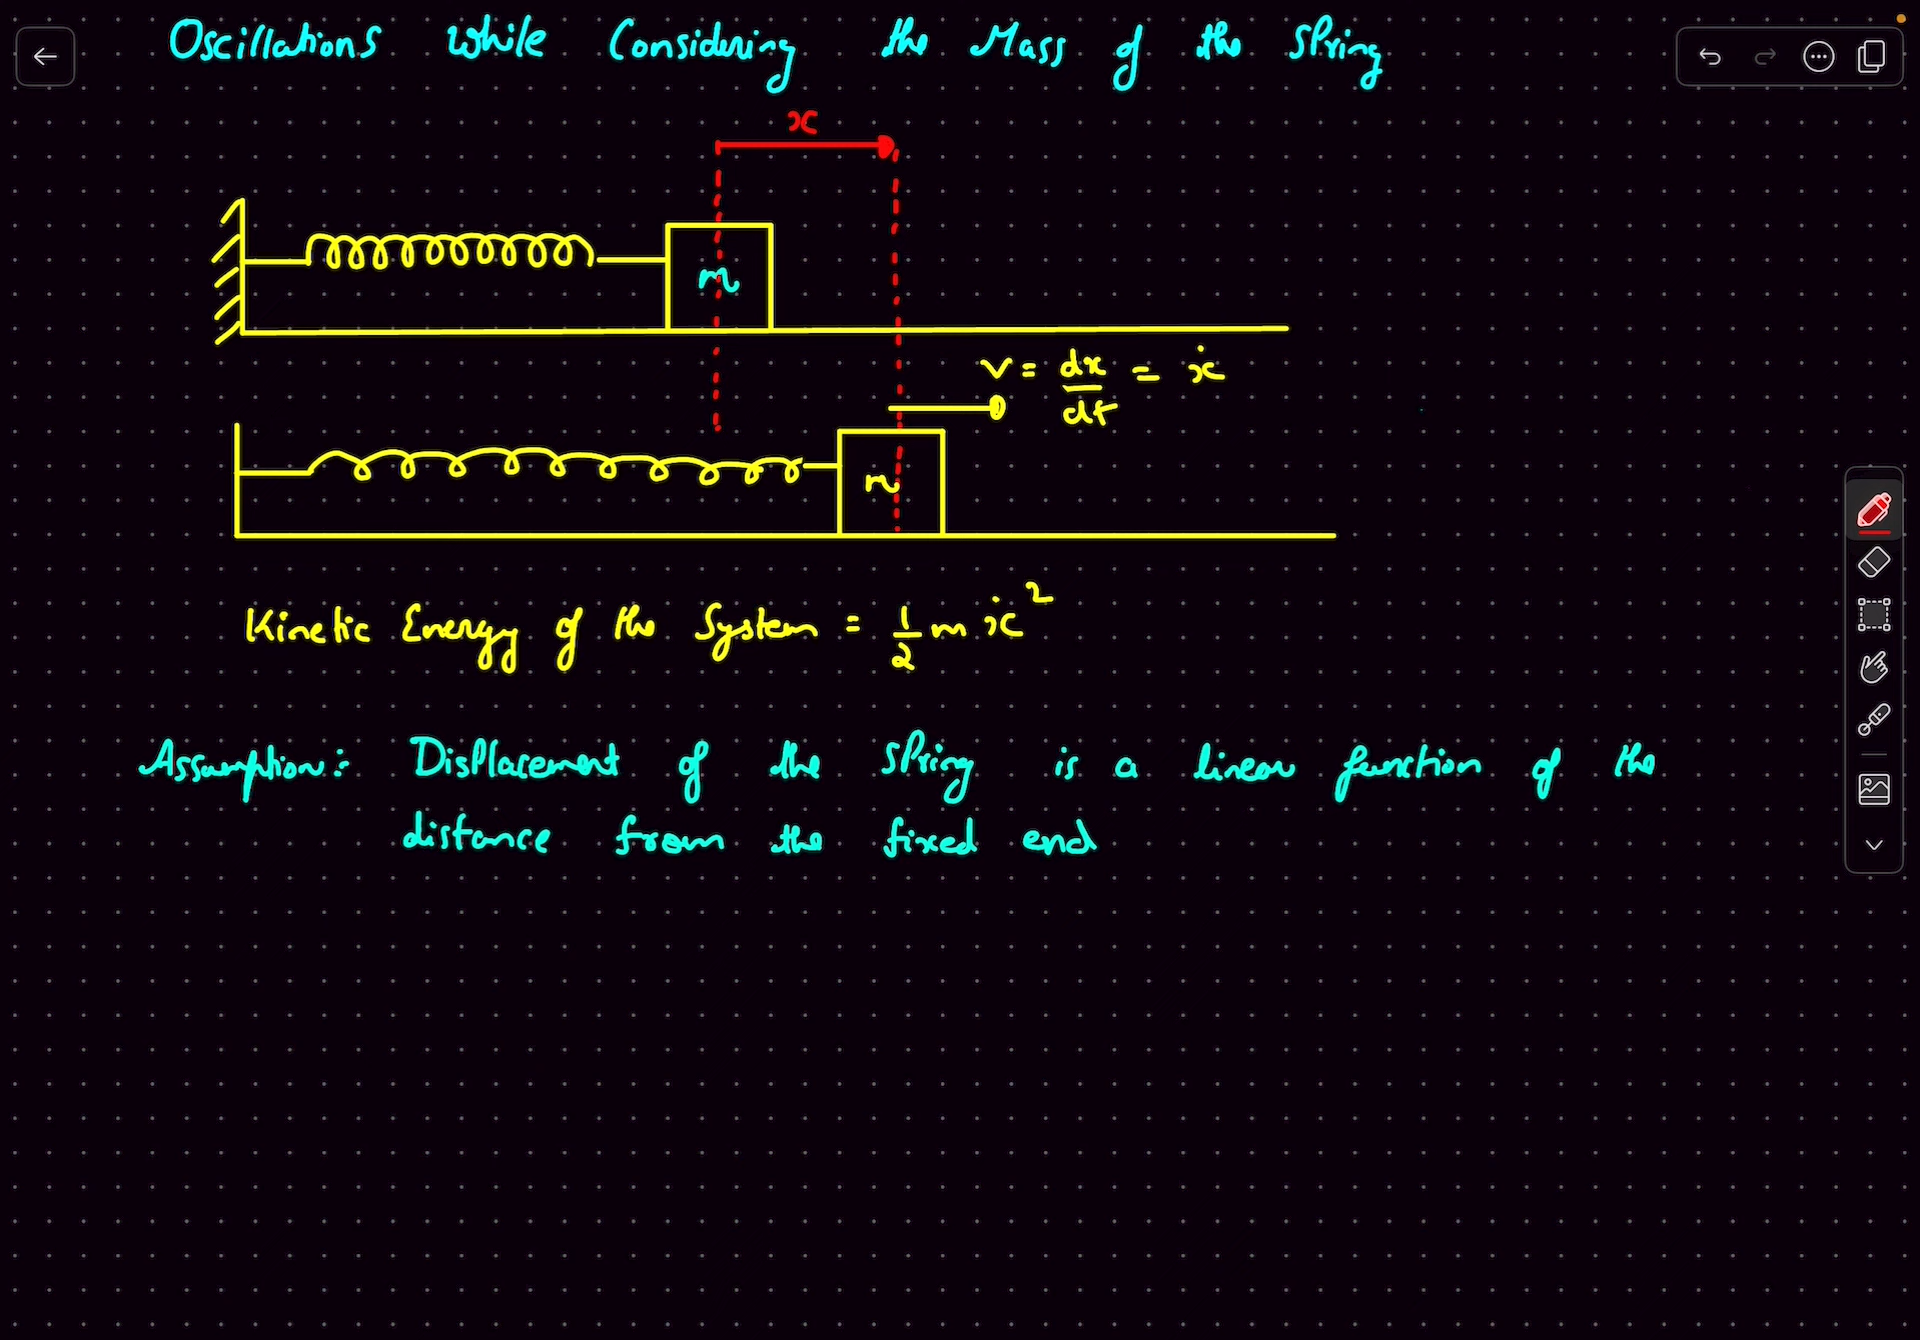 Oscillations while Considering the Mass of the Spring
x
m
v = dx/dt = ẋ
m
Kinetic Energy of the System = 1/2 m ẋ²
Assumption:- Displacement of the spring is a linear function of the
distance from the fixed end